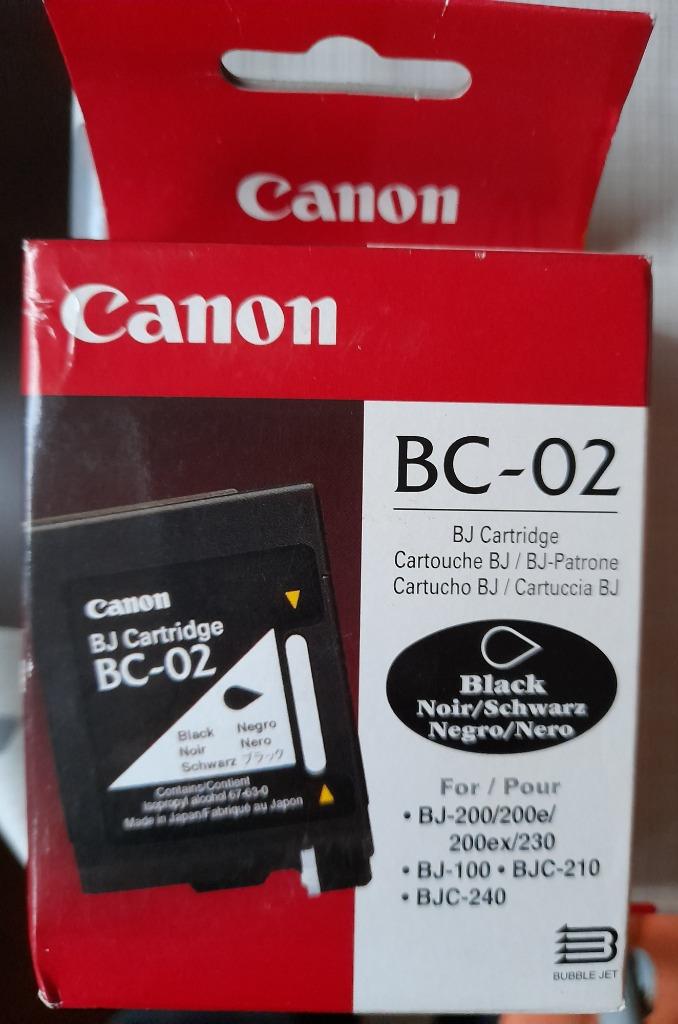 Canon
Canon
BC-02
BJ Cartridge
Cartouche BJ / BJ-Patrone
Cartucho BJ / Cartuccia BJ
Black
Noir/Schwarz
Negro/Nero
For / Pour
• BJ-200/200e/
200ex/230
• BJ-100 • BJC-210
• BJC-240
BUBBLE JET
Canon
BJ Cartridge
BC-02
Black Negro
Noir Nero
Schwarz ブラック
Contains/Contient
Isopropyl alcohol 67-63-0
Made in Japan/Fabriqué au Japon